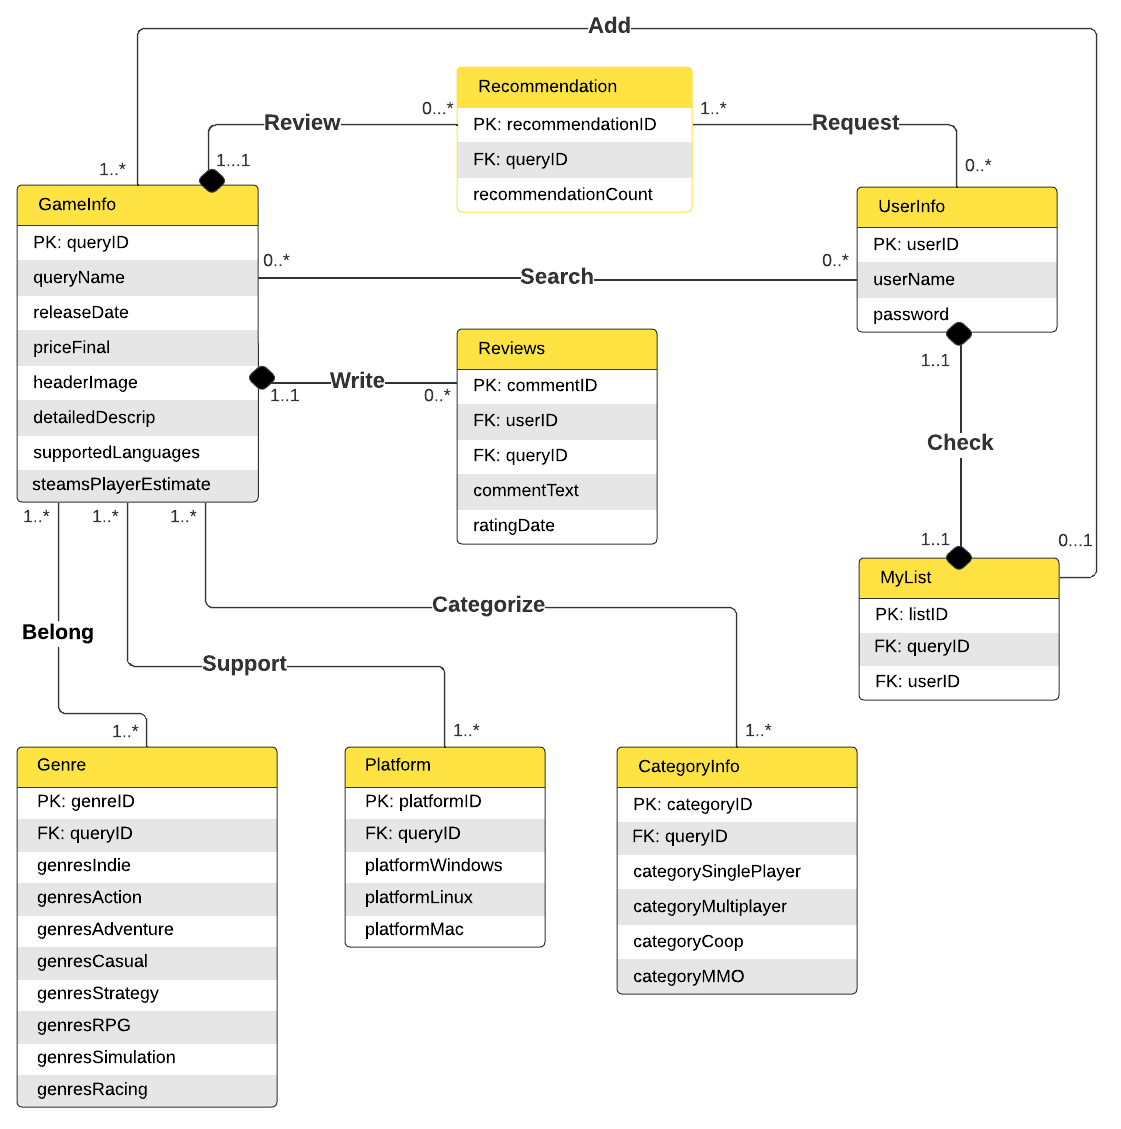 Add
Recommendation
PK: recommendationID
FK: queryID
recommendationCount
0...*
Review
1...1
1..*
Request
0..*
1..*
GameInfo
PK: queryID
queryName
releaseDate
priceFinal
headerImage
detailedDescrip
supportedLanguages
steamsPlayerEstimate
0..*
Search
0..*
UserInfo
PK: userID
userName
password
1..1
Write
0..*
Reviews
PK: commentID
FK: userID
FK: queryID
commentText
ratingDate
1..1
Check
1..1
0...1
MyList
PK: listID
FK: queryID
FK: userID
1..*
1..*
1..*
Categorize
Belong
Support
1..*
1..*
1..*
Genre
PK: genreID
FK: queryID
genresIndie
genresAction
genresAdventure
genresCasual
genresStrategy
genresRPG
genresSimulation
genresRacing
Platform
PK: platformID
FK: queryID
platformWindows
platformLinux
platformMac
CategoryInfo
PK: categoryID
FK: queryID
categorySinglePlayer
categoryMultiplayer
categoryCoop
categoryMMO